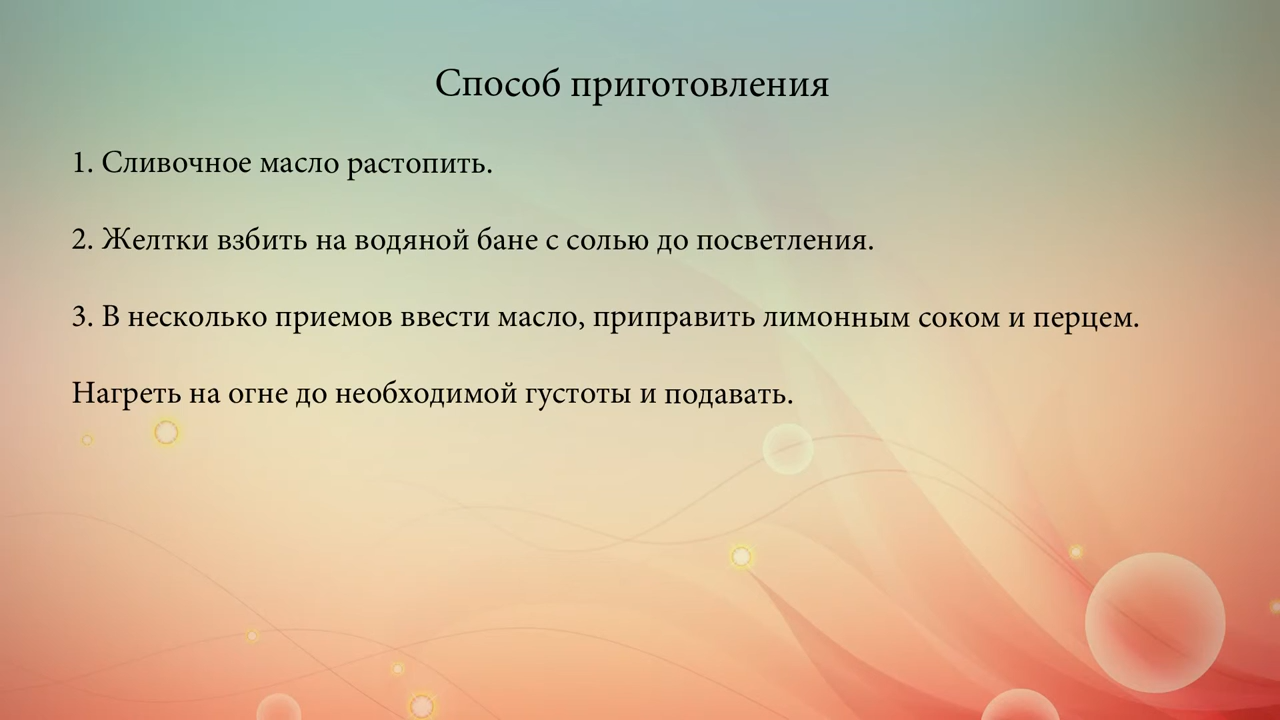 Способ приготовления
1. Сливочное масло растопить.
2. Желтки взбить на водяной бане с солью до посветления.
3. В несколько приемов ввести масло, приправить лимонным соком и перцем.
Нагреть на огне до необходимой густоты и подавать.